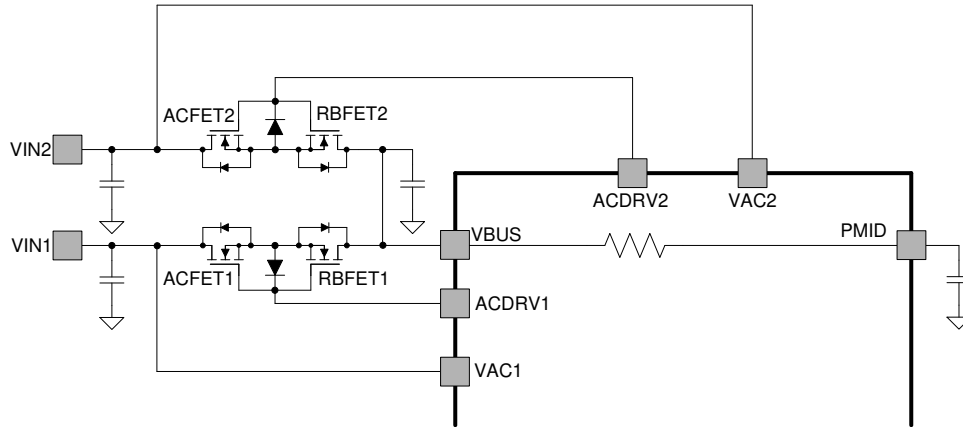 ACFET2
RBFET2
VIN2
ACDRV2
VAC2
VIN1
VBUS
PMID
ACFET1
RBFET1
ACDRV1
VAC1